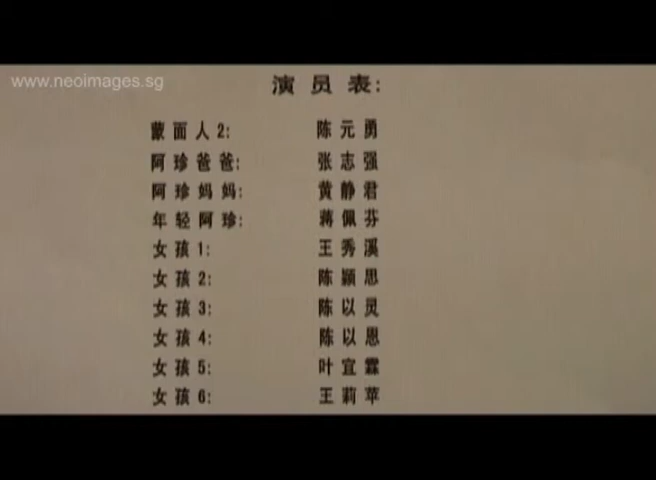 www.neoimages.sg
演员表:
蒙面人2: 陈元勇
阿珍爸爸: 张志强
阿珍妈妈: 黄静君
年轻阿珍: 蒋佩芬
女孩1: 王秀溪
女孩2: 陈颖思
女孩3: 陈以灵
女孩4: 陈以恩
女孩5: 叶宜霖
女孩6: 王莉苹